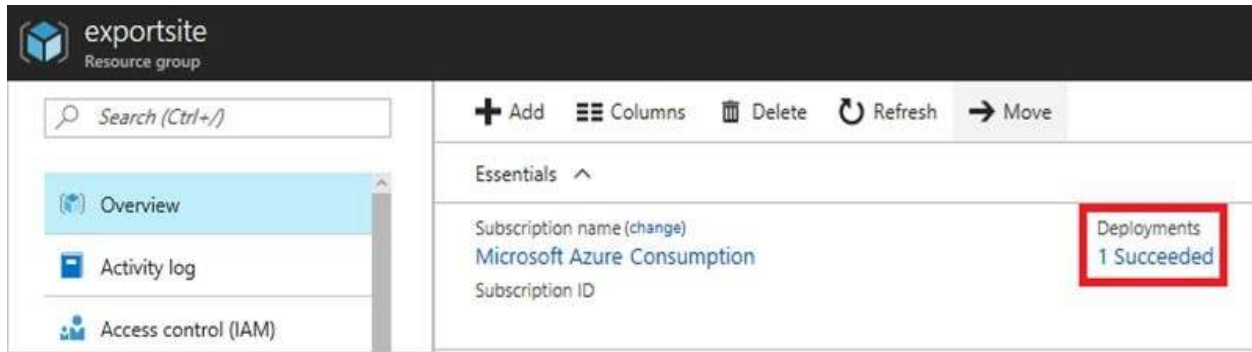 exportsite
Resource group
Search (Ctrl+/)
Overview
Activity log
Access control (IAM)
Add Columns Delete Refresh Move
Essentials
Subscription name (change)
Microsoft Azure Consumption
Subscription ID
Deployments
1 Succeeded